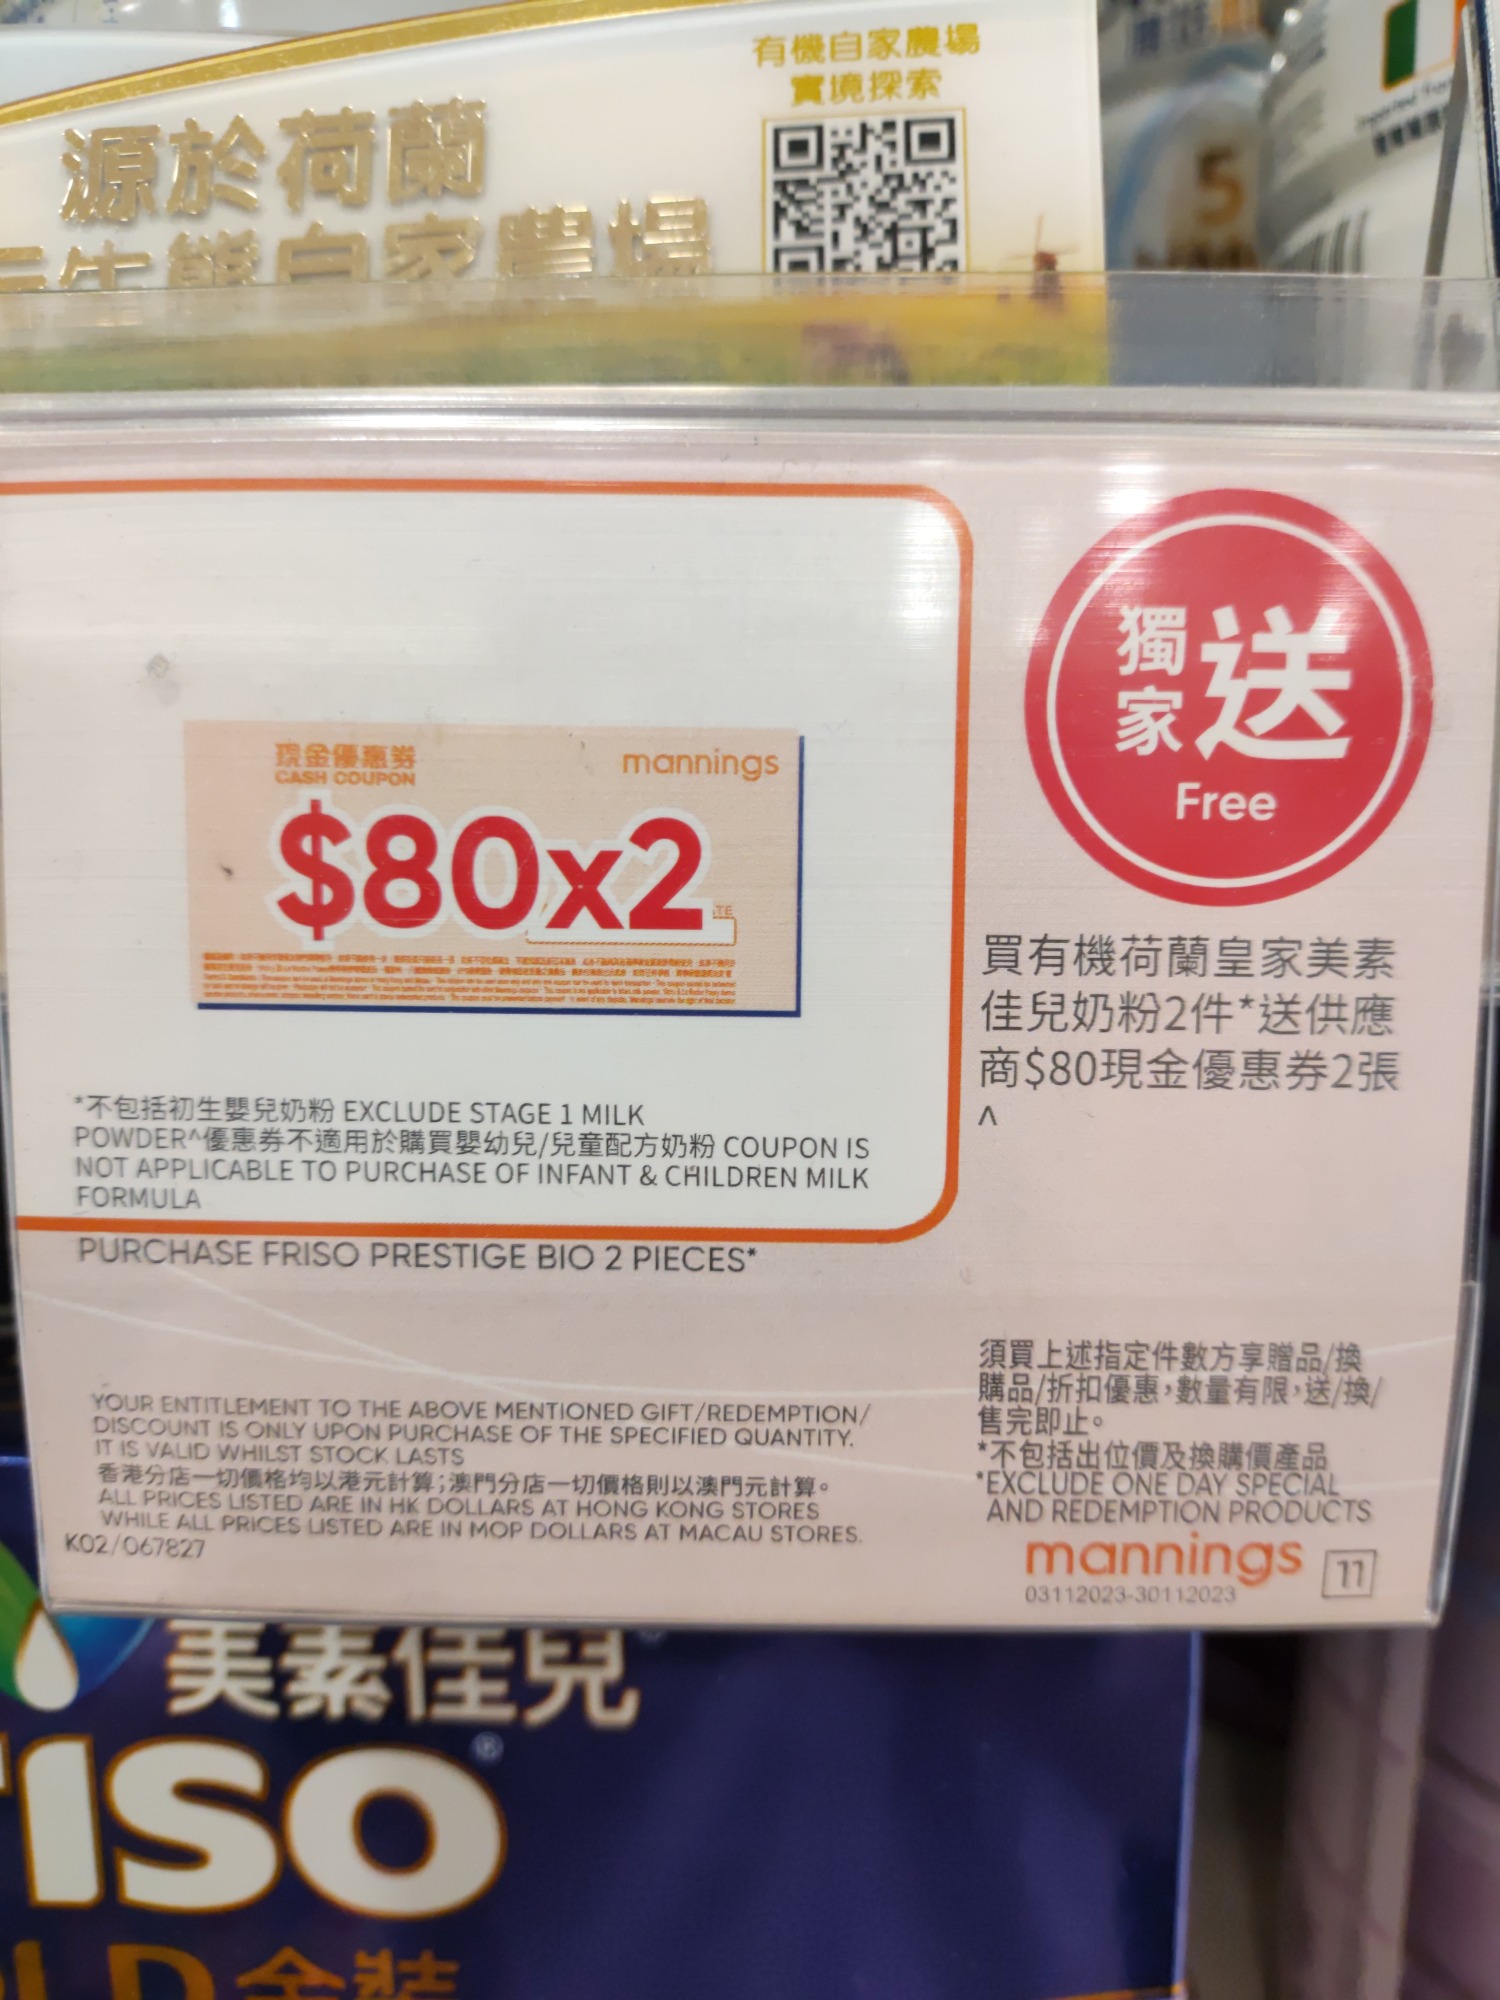 有機自家農場
實境探索
源於荷蘭
生態自家農場
5
獨家送
Free
現金優惠券
CASH COUPON
mannings
$80x2
買有機荷蘭皇家美素
佳兒奶粉2件*送供應
商$80現金優惠券2張
^
*不包括初生嬰兒奶粉 EXCLUDE STAGE 1 MILK
POWDER^優惠券不適用於購買嬰幼兒/兒童配方奶粉 COUPON IS
NOT APPLICABLE TO PURCHASE OF INFANT & CHILDREN MILK
FORMULA
PURCHASE FRISO PRESTIGE BIO 2 PIECES*
須買上述指定件數方享贈品/換
購品/折扣優惠,數量有限,送/換/
售完即止。
*不包括出位價及換購價產品
*EXCLUDE ONE DAY SPECIAL
AND REDEMPTION PRODUCTS
YOUR ENTITLEMENT TO THE ABOVE MENTIONED GIFT/REDEMPTION/
DISCOUNT IS ONLY UPON PURCHASE OF THE SPECIFIED QUANTITY.
IT IS VALID WHILST STOCK LASTS
香港分店一切價格均以港元計算;澳門分店一切價格則以澳門元計算。
ALL PRICES LISTED ARE IN HK DOLLARS AT HONG KONG STORES
WHILE ALL PRICES LISTED ARE IN MOP DOLLARS AT MACAU STORES.
K02/067827
mannings
11
03112023-30112023
美素佳兒
ISO®
LD金裝